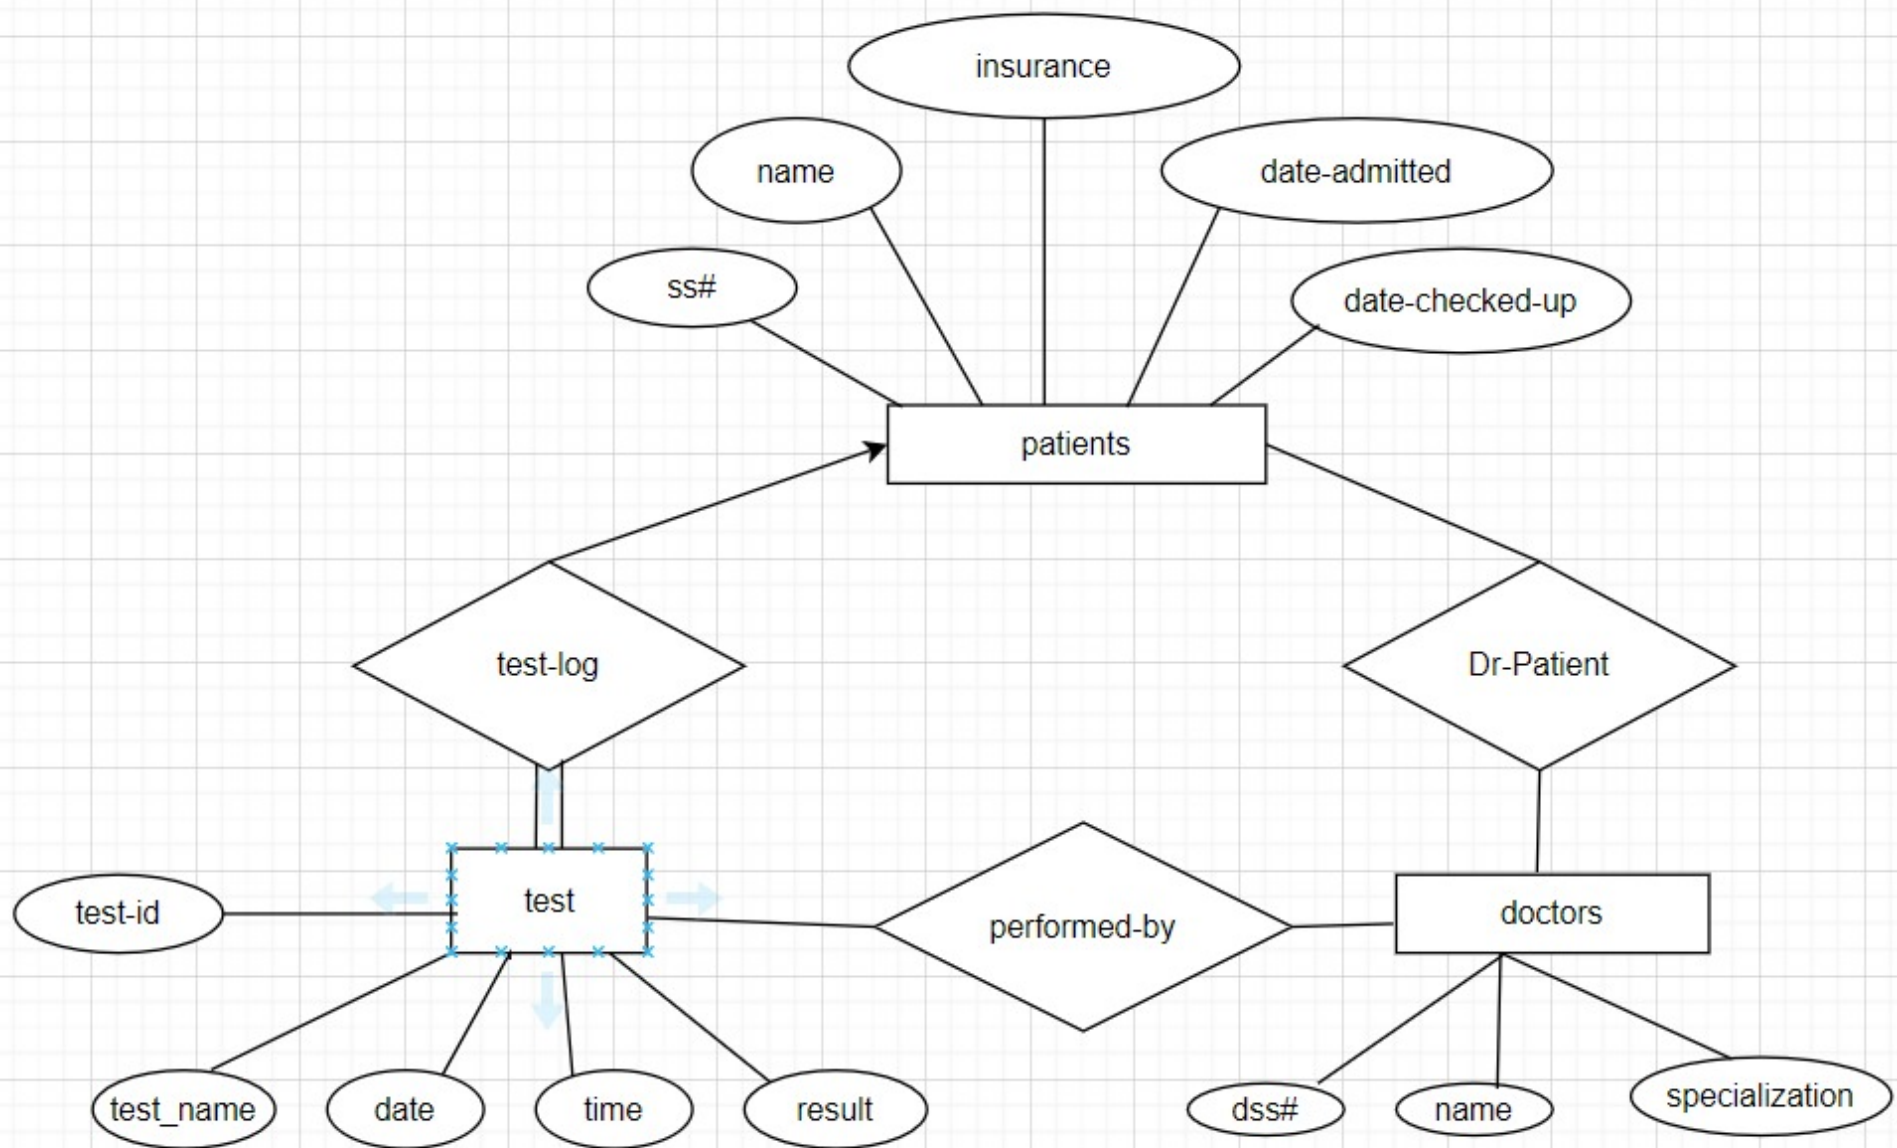 insurance
name
date-admitted
ss#
date-checked-up
patients
test-log
Dr-Patient
test
test-id
performed-by
doctors
test_name
date
time
result
dss#
name
specialization